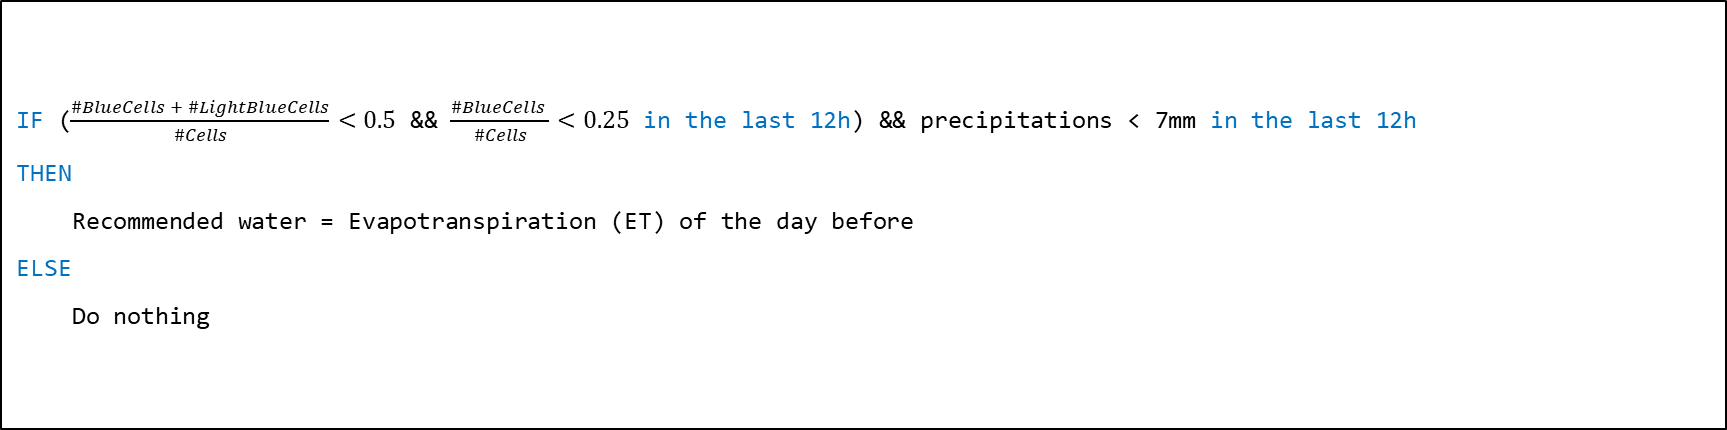 IF (#BlueCells + #LightBlueCells / #Cells < 0.5 && #BlueCells / #Cells < 0.25 in the last 12h) && precipitations < 7mm in the last 12h
THEN
Recommended water = Evapotranspiration (ET) of the day before
ELSE
Do nothing